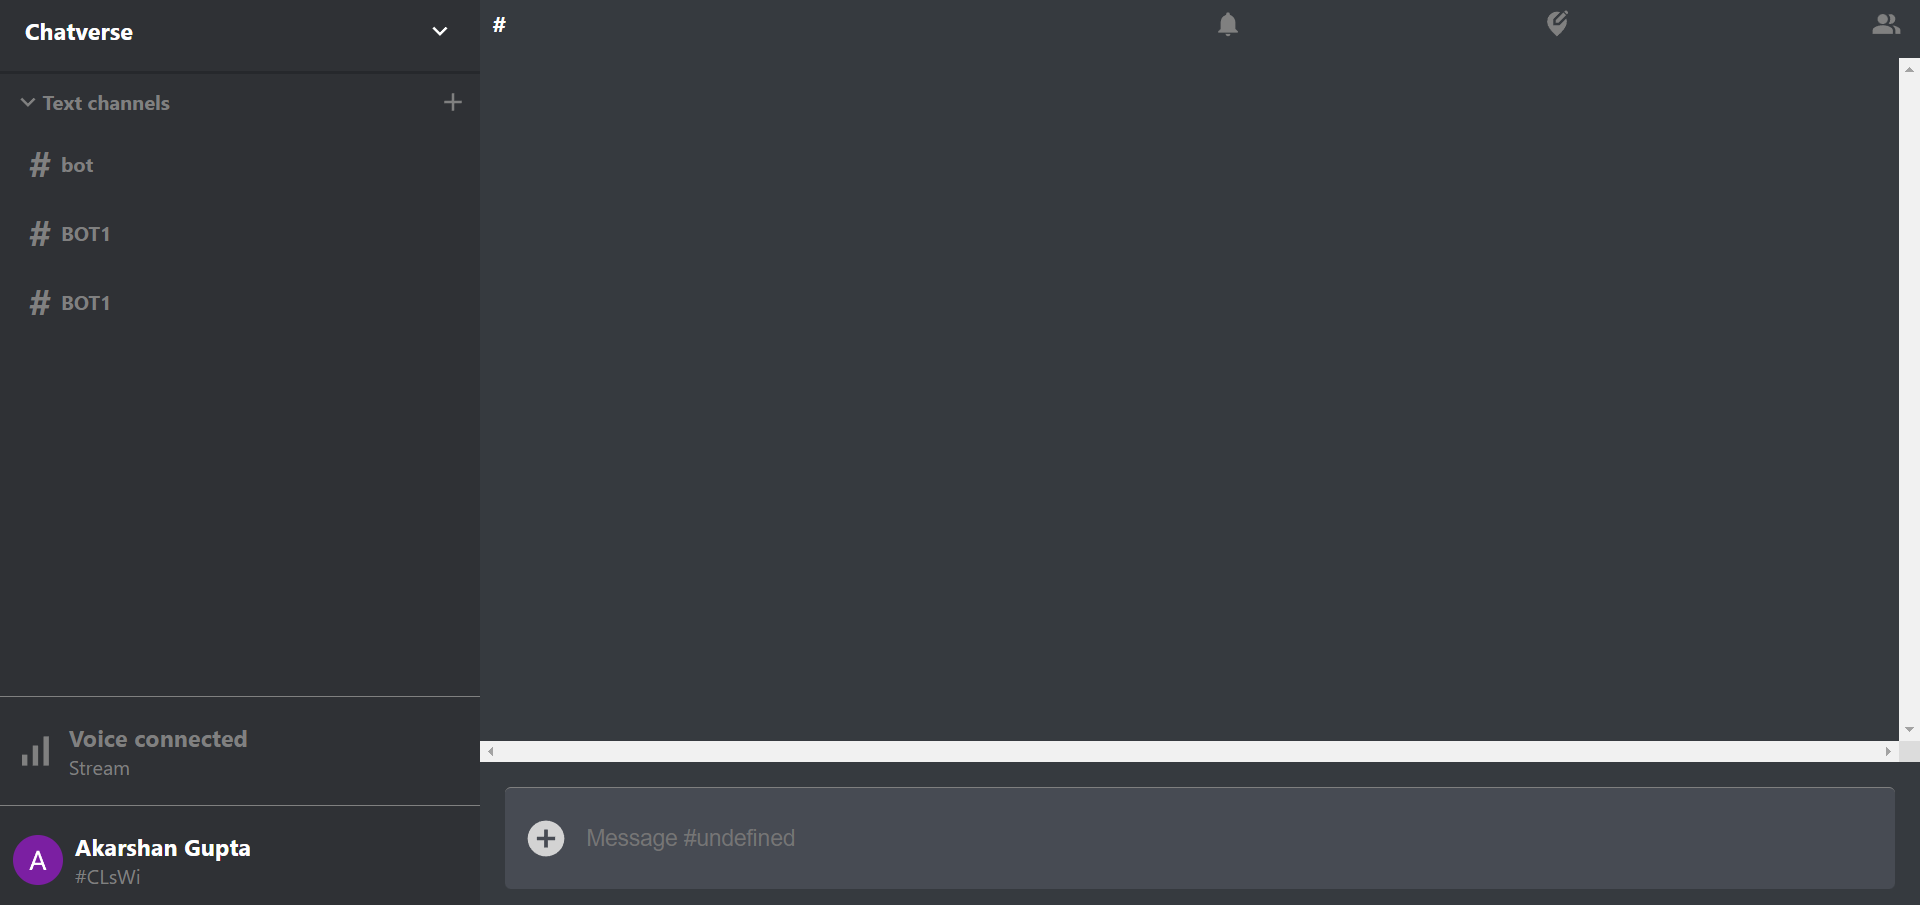 Chatverse
#
Text channels
# bot
# BOT1
# BOT1
Voice connected
Stream
A
Akarshan Gupta
#CLsWi
Message #undefined